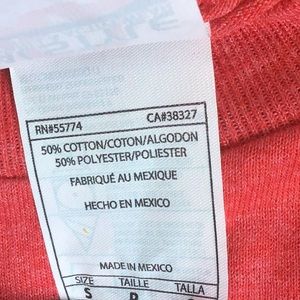 RN#55774 CA#38327
50% COTTON/COTON/ALGODON
50% POLYESTER/POLIESTER
FABRIQUÉ AU MEXIQUE
HECHO EN MEXICO
MADE IN MEXICO
SIZE TAILLE TALLA
S P